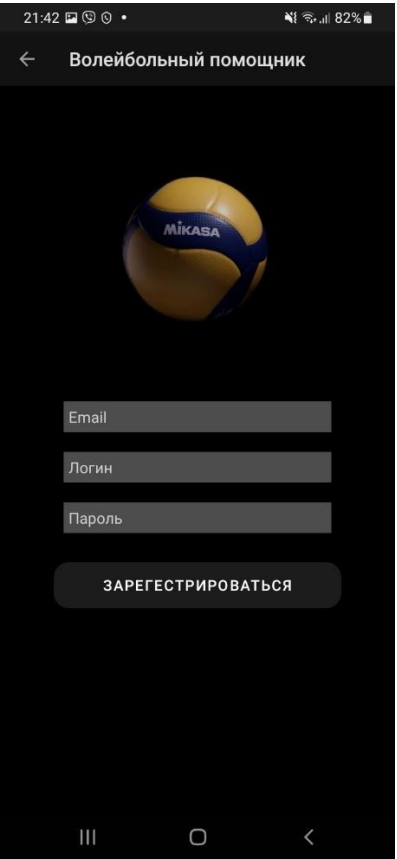 21:42 82%
Волейбольный помощник
MIKASA
Email
Логин
Пароль
ЗАРЕГЕСТРИРОВАТЬСЯ